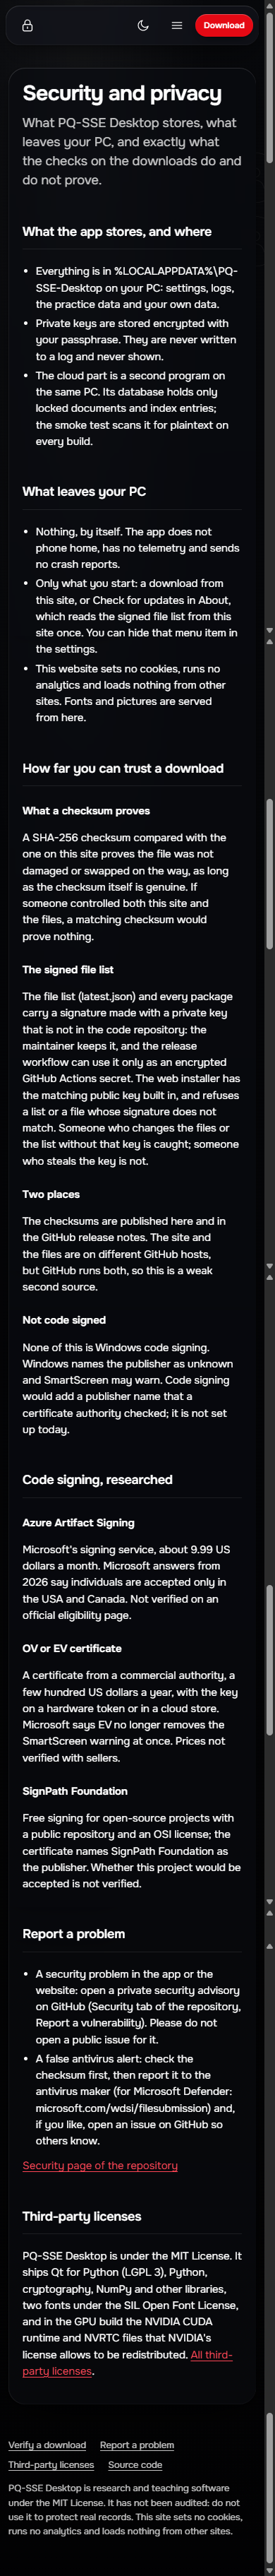 Download
Security and privacy
What PQ-SSE Desktop stores, what
leaves your PC, and exactly what
the checks on the downloads do and
do not prove.
What the app stores, and where
• Everything is in %LOCALAPPDATA%\PQ-
SSE-Desktop on your PC: settings, logs,
the practice data and your own data.
• Private keys are stored encrypted with
your passphrase. They are never written
to a log and never shown.
• The cloud part is a second program on
the same PC. Its database holds only
locked documents and index entries;
the smoke test scans it for plaintext on
every build.
What leaves your PC
• Nothing, by itself. The app does not
phone home, has no telemetry and sends
no crash reports.
• Only what you start: a download from
this site, or Check for updates in About,
which reads the signed file list from this
site once. You can hide that menu item in
the settings.
• This website sets no cookies, runs no
analytics and loads nothing from other
sites. Fonts and pictures are served
from here.
How far you can trust a download
What a checksum proves
A SHA-256 checksum compared with the
one on this site proves the file was not
damaged or swapped on the way, as long
as the checksum itself is genuine. If
someone controlled both this site and
the files, a matching checksum would
prove nothing.
The signed file list
The file list (latest.json) and every package
carry a signature made with a private key
that is not in the code repository: the
maintainer keeps it, and the release
workflow can use it only as an encrypted
GitHub Actions secret. The web installer has
the matching public key built in, and refuses
a list or a file whose signature does not
match. Someone who changes the files or
the list without that key is caught; someone
who steals the key is not.
Two places
The checksums are published here and in
the GitHub release notes. The site and
the files are on different GitHub hosts,
but GitHub runs both, so this is a weak
second source.
Not code signed
None of this is Windows code signing.
Windows names the publisher as unknown
and SmartScreen may warn. Code signing
would add a publisher name that a
certificate authority checked; it is not set
up today.
Code signing, researched
Azure Artifact Signing
Microsoft's signing service, about 9.99 US
dollars a month. Microsoft answers from
2026 say individuals are accepted only in
the USA and Canada. Not verified on an
official eligibility page.
OV or EV certificate
A certificate from a commercial authority, a
few hundred US dollars a year, with the key
on a hardware token or in a cloud store.
Microsoft says EV no longer removes the
SmartScreen warning at once. Prices not
verified with sellers.
SignPath Foundation
Free signing for open-source projects with
a public repository and an OSI license; the
certificate names SignPath Foundation as
the publisher. Whether this project would be
accepted is not verified.
Report a problem
• A security problem in the app or the
website: open a private security advisory
on GitHub (Security tab of the repository,
Report a vulnerability). Please do not
open a public issue for it.
• A false antivirus alert: check the
checksum first, then report it to the
antivirus maker (for Microsoft Defender:
microsoft.com/wdsi/filesubmission) and,
if you like, open an issue on GitHub so
others know.
Security page of the repository
Third-party licenses
PQ-SSE Desktop is under the MIT License. It
ships Qt for Python (LGPL 3), Python,
cryptography, NumPy and other libraries,
two fonts under the SIL Open Font License,
and in the GPU build the NVIDIA CUDA
runtime and NVRTC files that NVIDIA's
license allows to be redistributed. All third-
party licenses.
Verify a download Report a problem
Third-party licenses Source code
PQ-SSE Desktop is research and teaching software
under the MIT License. It has not been audited: do not
use it to protect real records. This site sets no cookies,
runs no analytics and loads nothing from other sites.